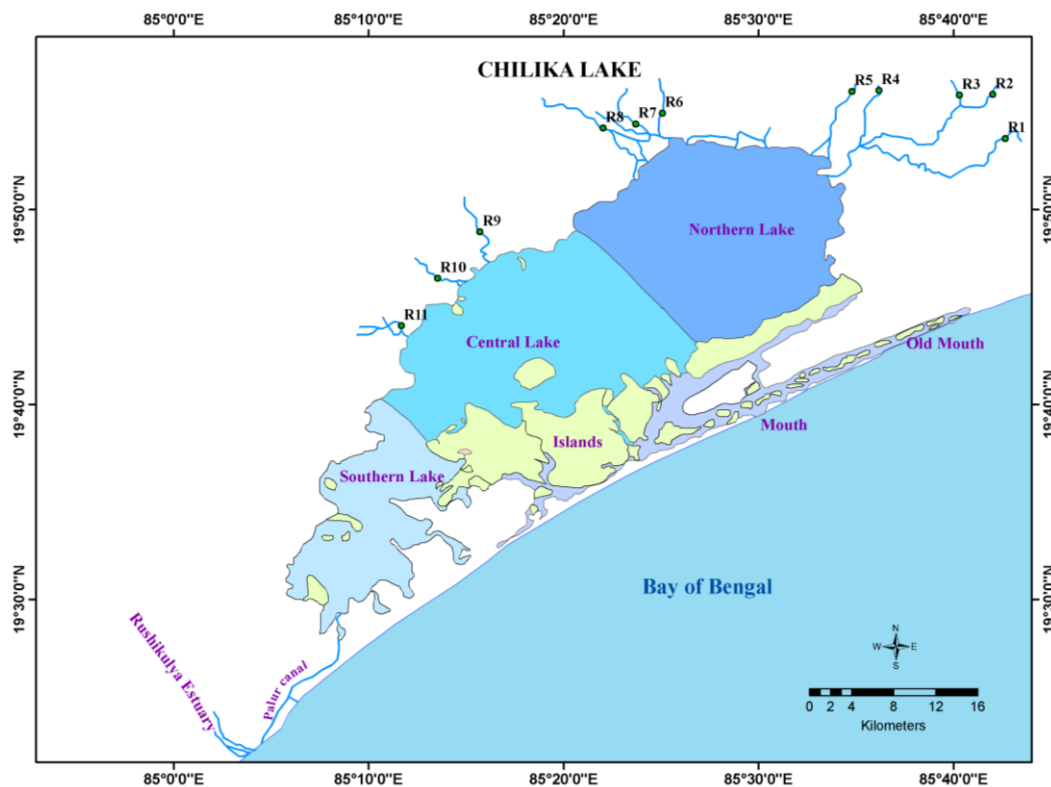 85°0'0"E 85°10'0"E 85°20'0"E 85°30'0"E 85°40'0"E
CHILIKA LAKE
R5 R4
R3 R2
R6
R7
R8
R1
19°50'0"N 19°50'0"N
R9
Northern Lake
R10
R11
Central Lake
Old Mouth
19°40'0"N 19°40'0"N
Mouth
Islands
Southern Lake
Bay of Bengal
19°30'0"N 19°30'0"N
Rushikulya Estuary
Palur canal
N
W E
S
0 2 4 8 12 16
Kilometers
85°0'0"E 85°10'0"E 85°20'0"E 85°30'0"E 85°40'0"E